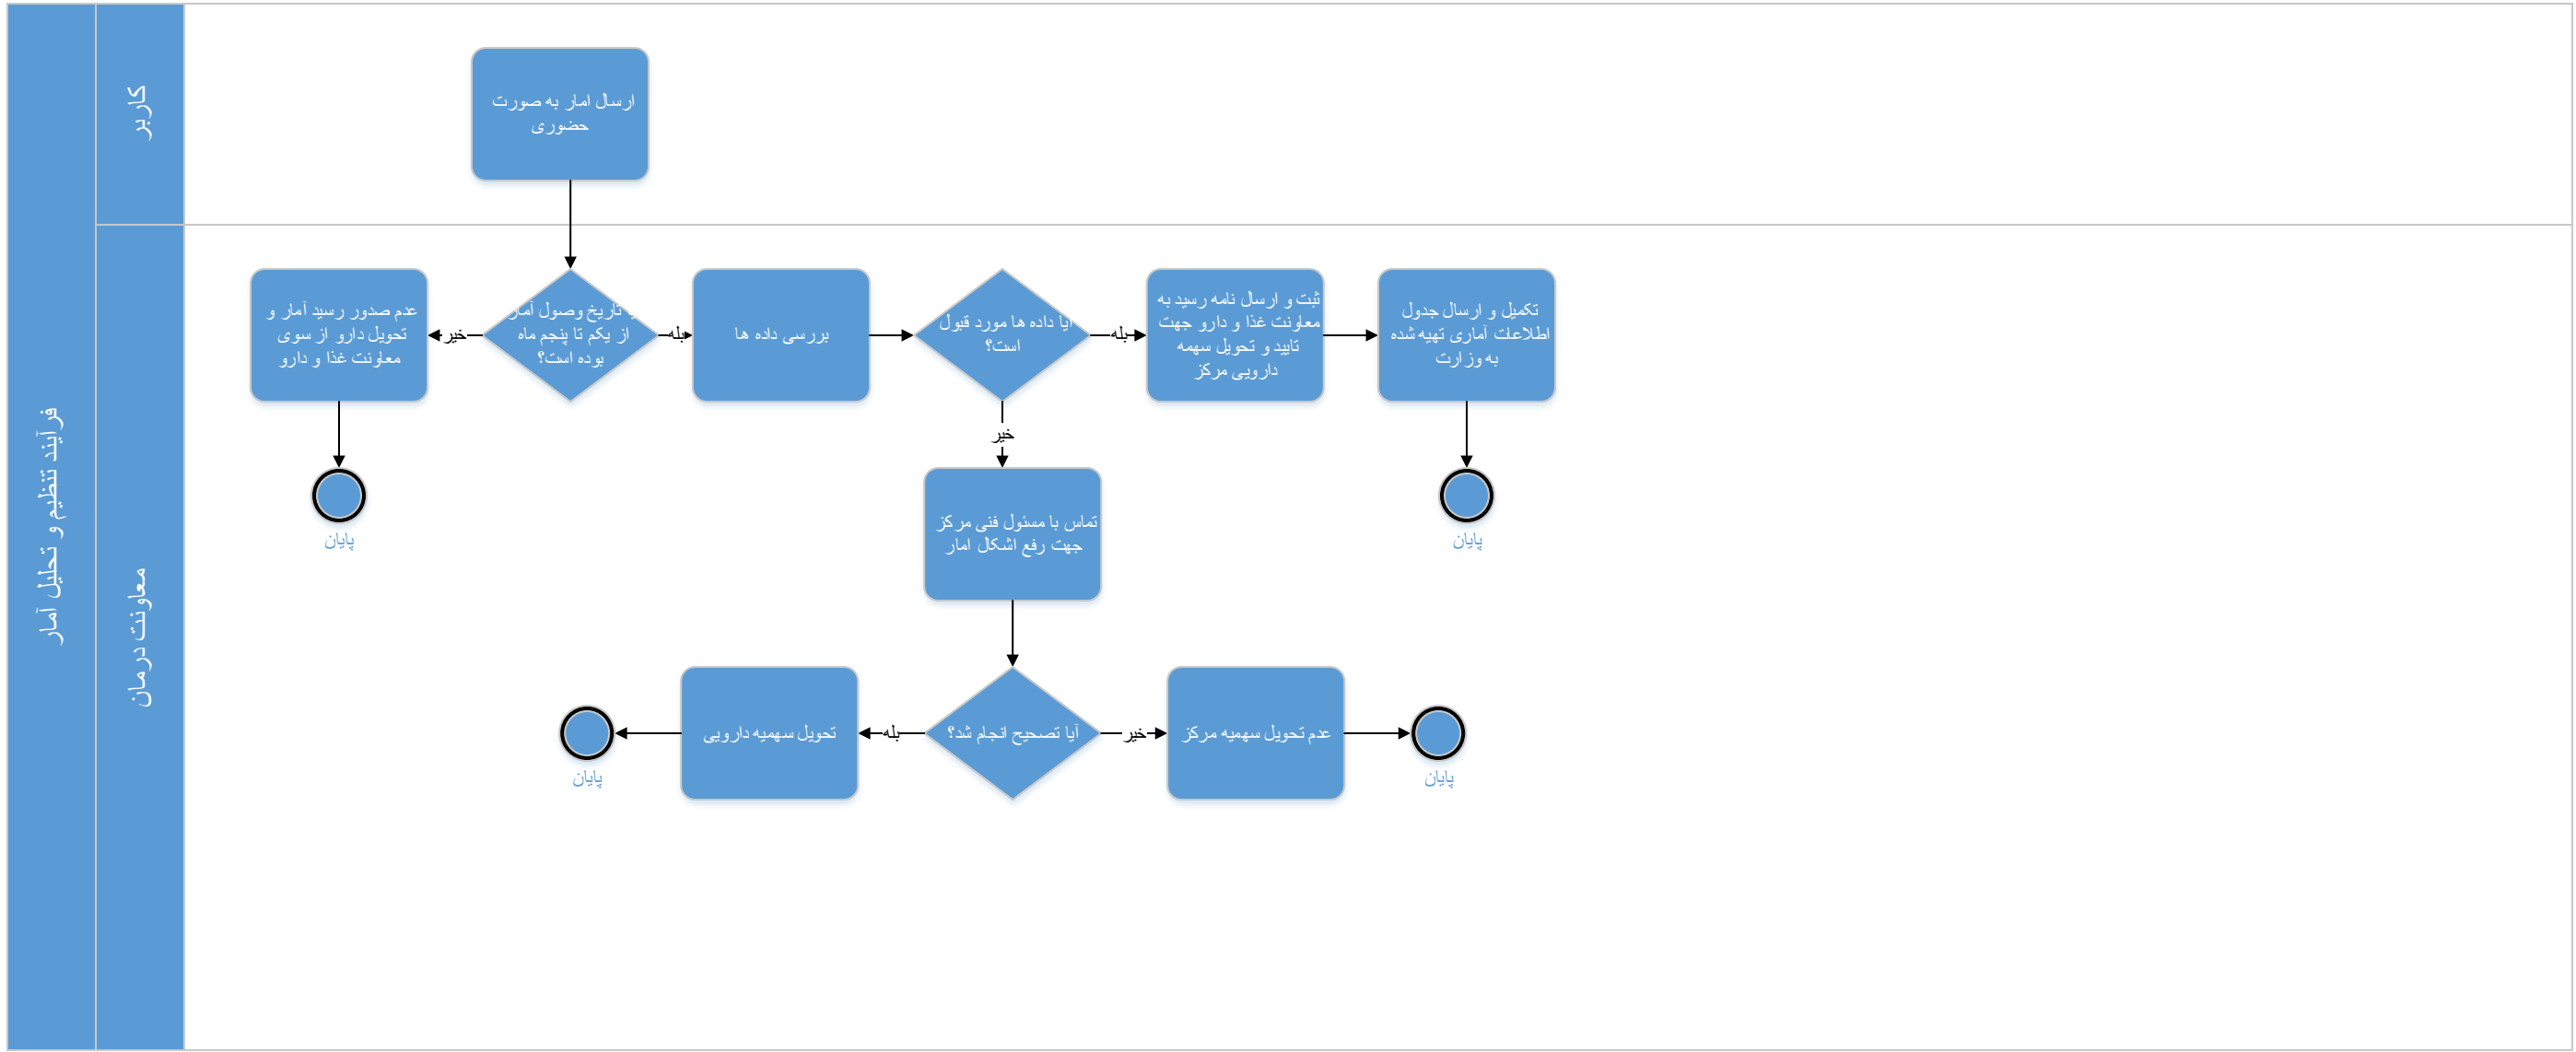 فرآیند تنظیم و تحلیل آمار
کاربر
ارسال امار به صورت
حضوری
معاونت درمان
عدم صدور رسید آمار و
تحویل دارو از سوی
معاونت غذا و دارو
خیر
تاریخ وصول آمار
از یکم تا پنجم ماه
بوده است؟
بله
بررسی داده ها
آیا داده ها مورد قبول
است؟
بله
ثبت و ارسال نامه رسید به
معاونت غذا و دارو جهت
تایید و تحویل سهمه
دارویی مرکز
تکمیل و ارسال جدول
اطلاعات آماری تهیه شده
به وزارت
خیر
پایان
تماس با مسئول فنی مرکز
جهت رفع اشکال امار
پایان
پایان
تحویل سهمیه دارویی
بله
آیا تصحیح انجام شد؟
خیر
عدم تحویل سهمیه مرکز
پایان